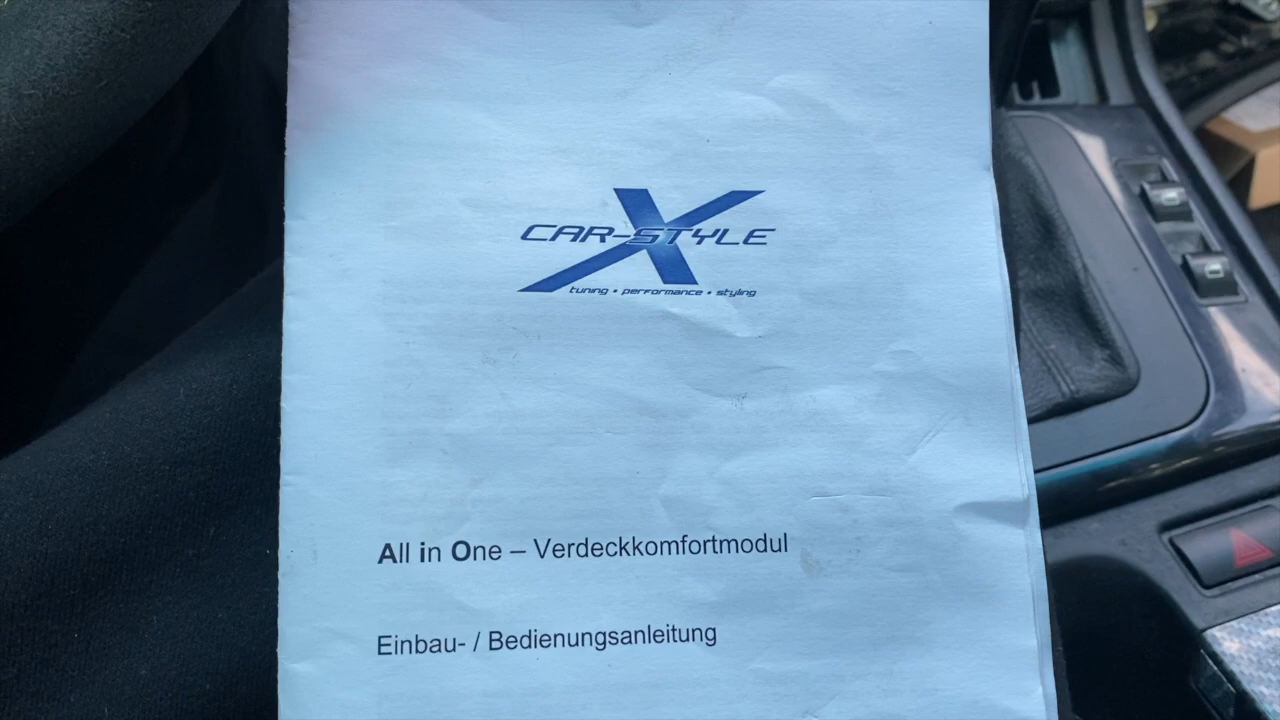 CAR-STYLE
tuning • performance • styling
All in One – Verdeckkomfortmodul
Einbau- / Bedienungsanleitung